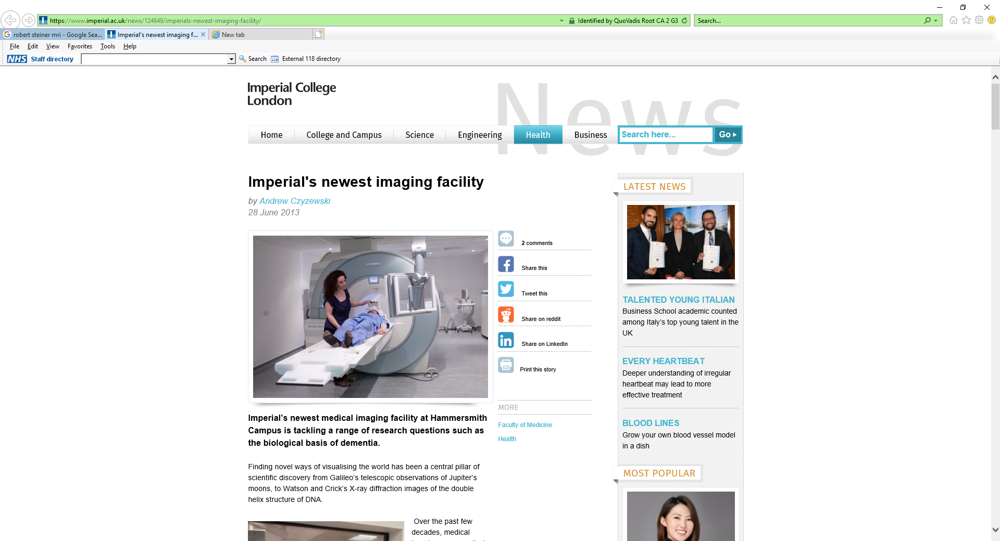 https://www.imperial.ac.uk/news/124649/imperials-newest-imaging-facility/
Identified by QuoVadis Root CA 2 G3
Search...
robert steiner mri - Google Sea...
Imperial's newest imaging f...
New tab
File Edit View Favorites Tools Help
NHS Staff directory
Search
118
External 118 directory
Imperial College
London
News
Home
College and Campus
Science
Engineering
Health
Business
Search here...
Go
Imperial's newest imaging facility
by Andrew Czyzewski
28 June 2013
SIEMENS
2 comments
Share this
Tweet this
Share on reddit
Share on LinkedIn
Print this story
MORE
Faculty of Medicine
Health
Imperial's newest medical imaging facility at Hammersmith
Campus is tackling a range of research questions such as
the biological basis of dementia.
Finding novel ways of visualising the world has been a central pillar of
scientific discovery from Galileo’s telescopic observations of Jupiter’s
moons, to Watson and Crick’s X-ray diffraction images of the double
helix structure of DNA.
Over the past few
decades, medical
LATEST NEWS
TALENTED YOUNG ITALIAN
Business School academic counted
among Italy’s top young talent in the
UK
EVERY HEARTBEAT
Deeper understanding of irregular
heartbeat may lead to more
effective treatment
BLOOD LINES
Grow your own blood vessel model
in a dish
MOST POPULAR